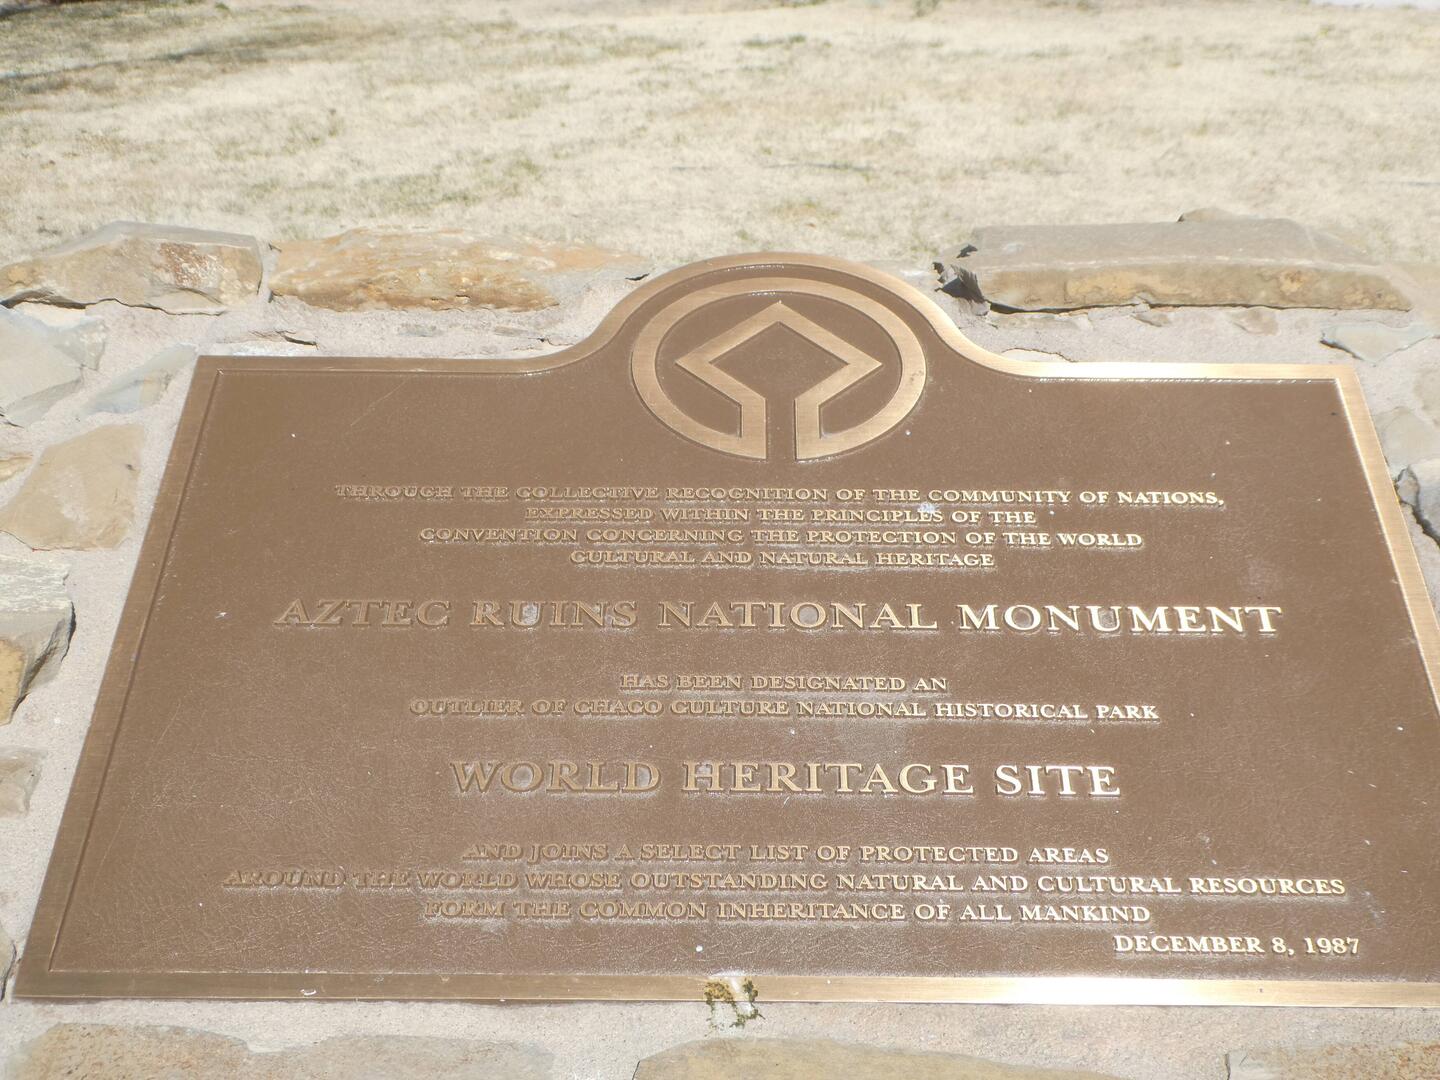 THROUGH THE COLLECTIVE RECOGNITION OF THE COMMUNITY OF NATIONS,
EXPRESSED WITHIN THE PRINCIPLES OF THE
CONVENTION CONCERNING THE PROTECTION OF THE WORLD
CULTURAL AND NATURAL HERITAGE
AZTEC RUINS NATIONAL MONUMENT
HAS BEEN DESIGNATED AN
OUTLIER OF CHACO CULTURE NATIONAL HISTORICAL PARK
WORLD HERITAGE SITE
AND JOINS A SELECT LIST OF PROTECTED AREAS
AROUND THE WORLD WHOSE OUTSTANDING NATURAL AND CULTURAL RESOURCES
FORM THE COMMON INHERITANCE OF ALL MANKIND
DECEMBER 8, 1987